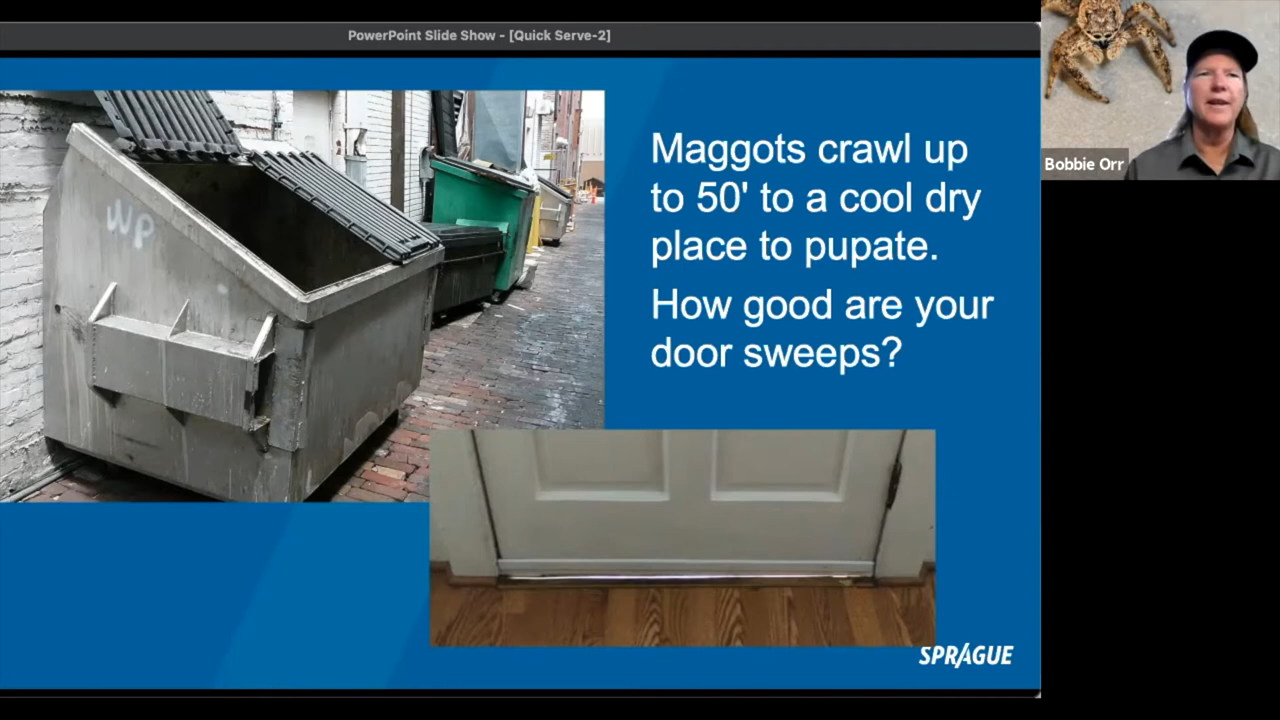 PowerPoint Slide Show - [Quick Serve-2]
WP
Maggots crawl up
to 50' to a cool dry
place to pupate.
How good are your
door sweeps?
Bobbie Orr
SPRAGUE